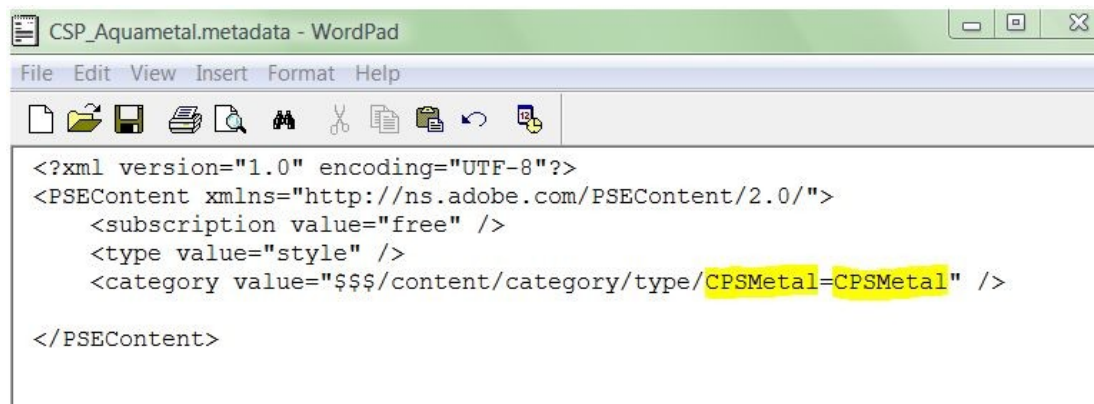 CSP_Aquametal.metadata - WordPad
File Edit View Insert Format Help
12
<?xml version="1.0" encoding="UTF-8"?>
<PSEContent xmlns="http://ns.adobe.com/PSEContent/2.0/">
<subscription value="free" />
<type value="style" />
<category value="$$$/content/category/type/CPSMetal=CPSMetal" />
</PSEContent>